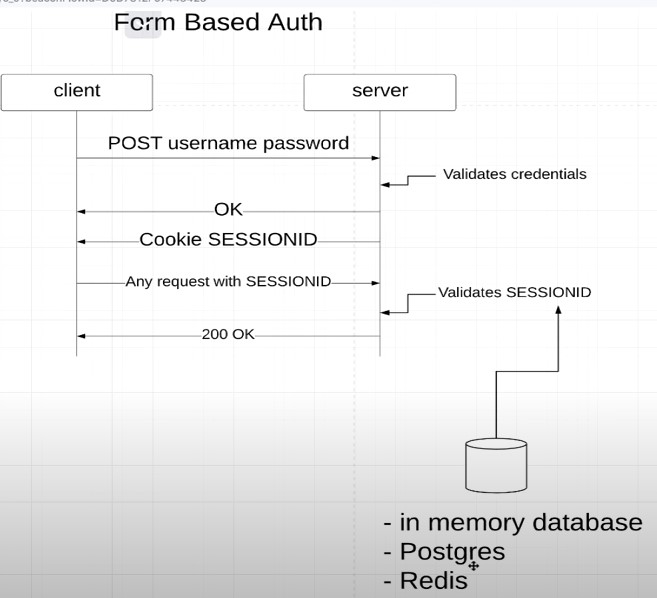 Form Based Auth
client
server
POST username password
Validates credentials
OK
Cookie SESSIONID
Any request with SESSIONID
Validates SESSIONID
200 OK
- in memory database
- Postgres
- Redis